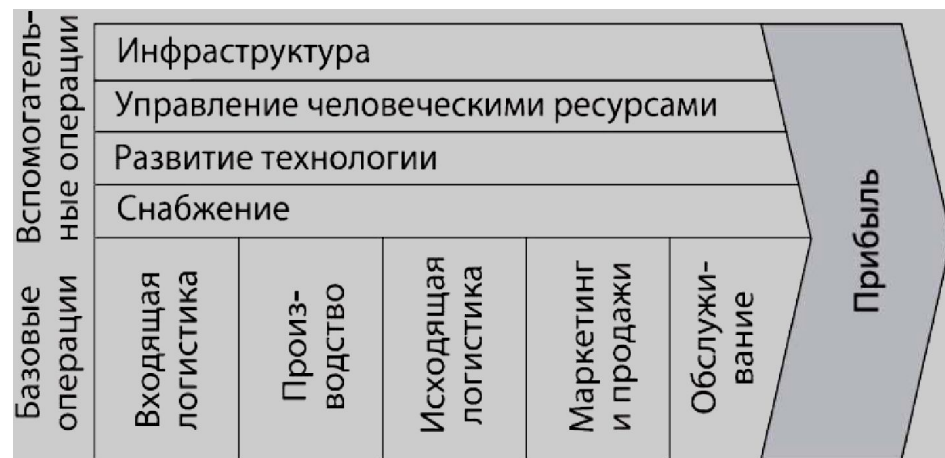 Вспомогатель-
ные операции
Инфраструктура
Управление человеческими ресурсами
Развитие технологии
Снабжение
Базовые
операции
Входящая
логистика
Произ-
водство
Исходящая
логистика
Маркетинг
и продажи
Обслужи-
вание
Прибыль